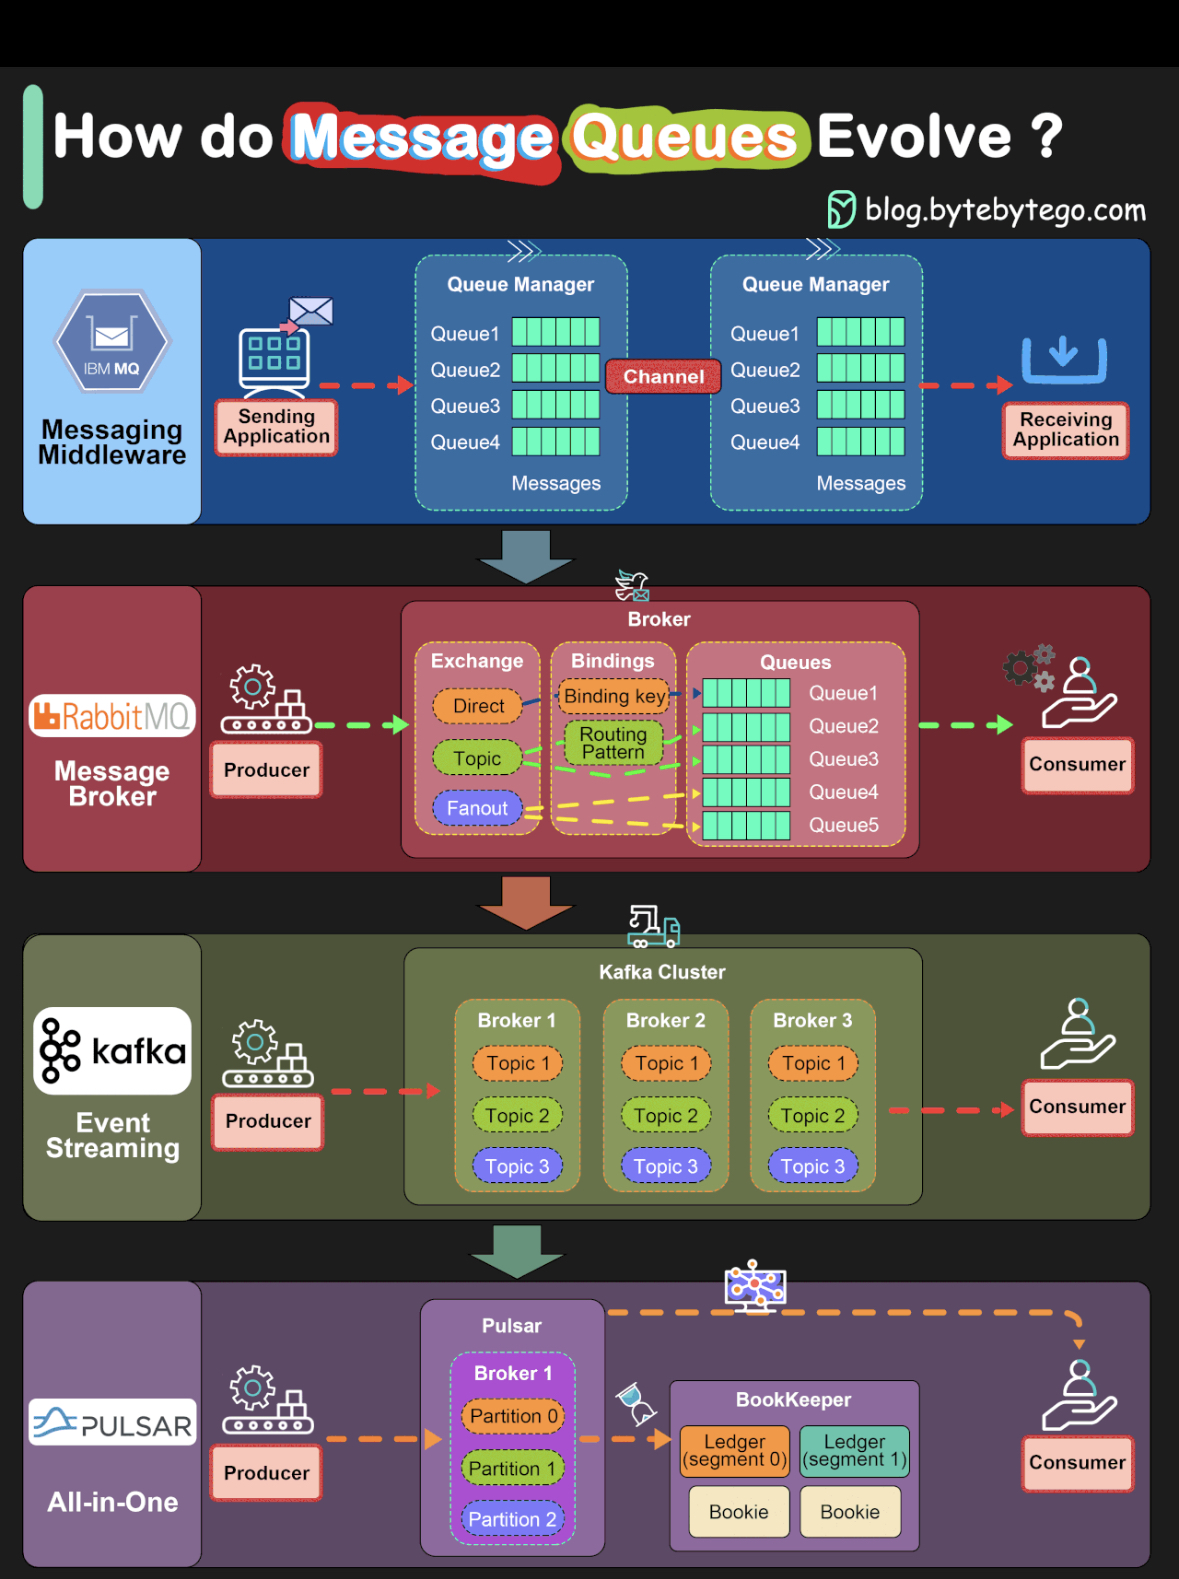 How do Message Queues Evolve ?
blog.bytebytego.com
IBM MQ
Messaging
Middleware
Sending
Application
Queue Manager
Queue1
Queue2
Queue3
Queue4
Messages
Channel
Queue Manager
Queue1
Queue2
Queue3
Queue4
Messages
Receiving
Application
RabbitMQ
Message
Broker
Producer
Broker
Exchange
Direct
Topic
Fanout
Bindings
Binding key
Routing
Pattern
Queues
Queue1
Queue2
Queue3
Queue4
Queue5
Consumer
kafka
Event
Streaming
Producer
Kafka Cluster
Broker 1
Topic 1
Topic 2
Topic 3
Broker 2
Topic 1
Topic 2
Topic 3
Broker 3
Topic 1
Topic 2
Topic 3
Consumer
PULSAR
All-in-One
Producer
Pulsar
Broker 1
Partition 0
Partition 1
Partition 2
BookKeeper
Ledger
(segment 0)
Ledger
(segment 1)
Bookie
Bookie
Consumer